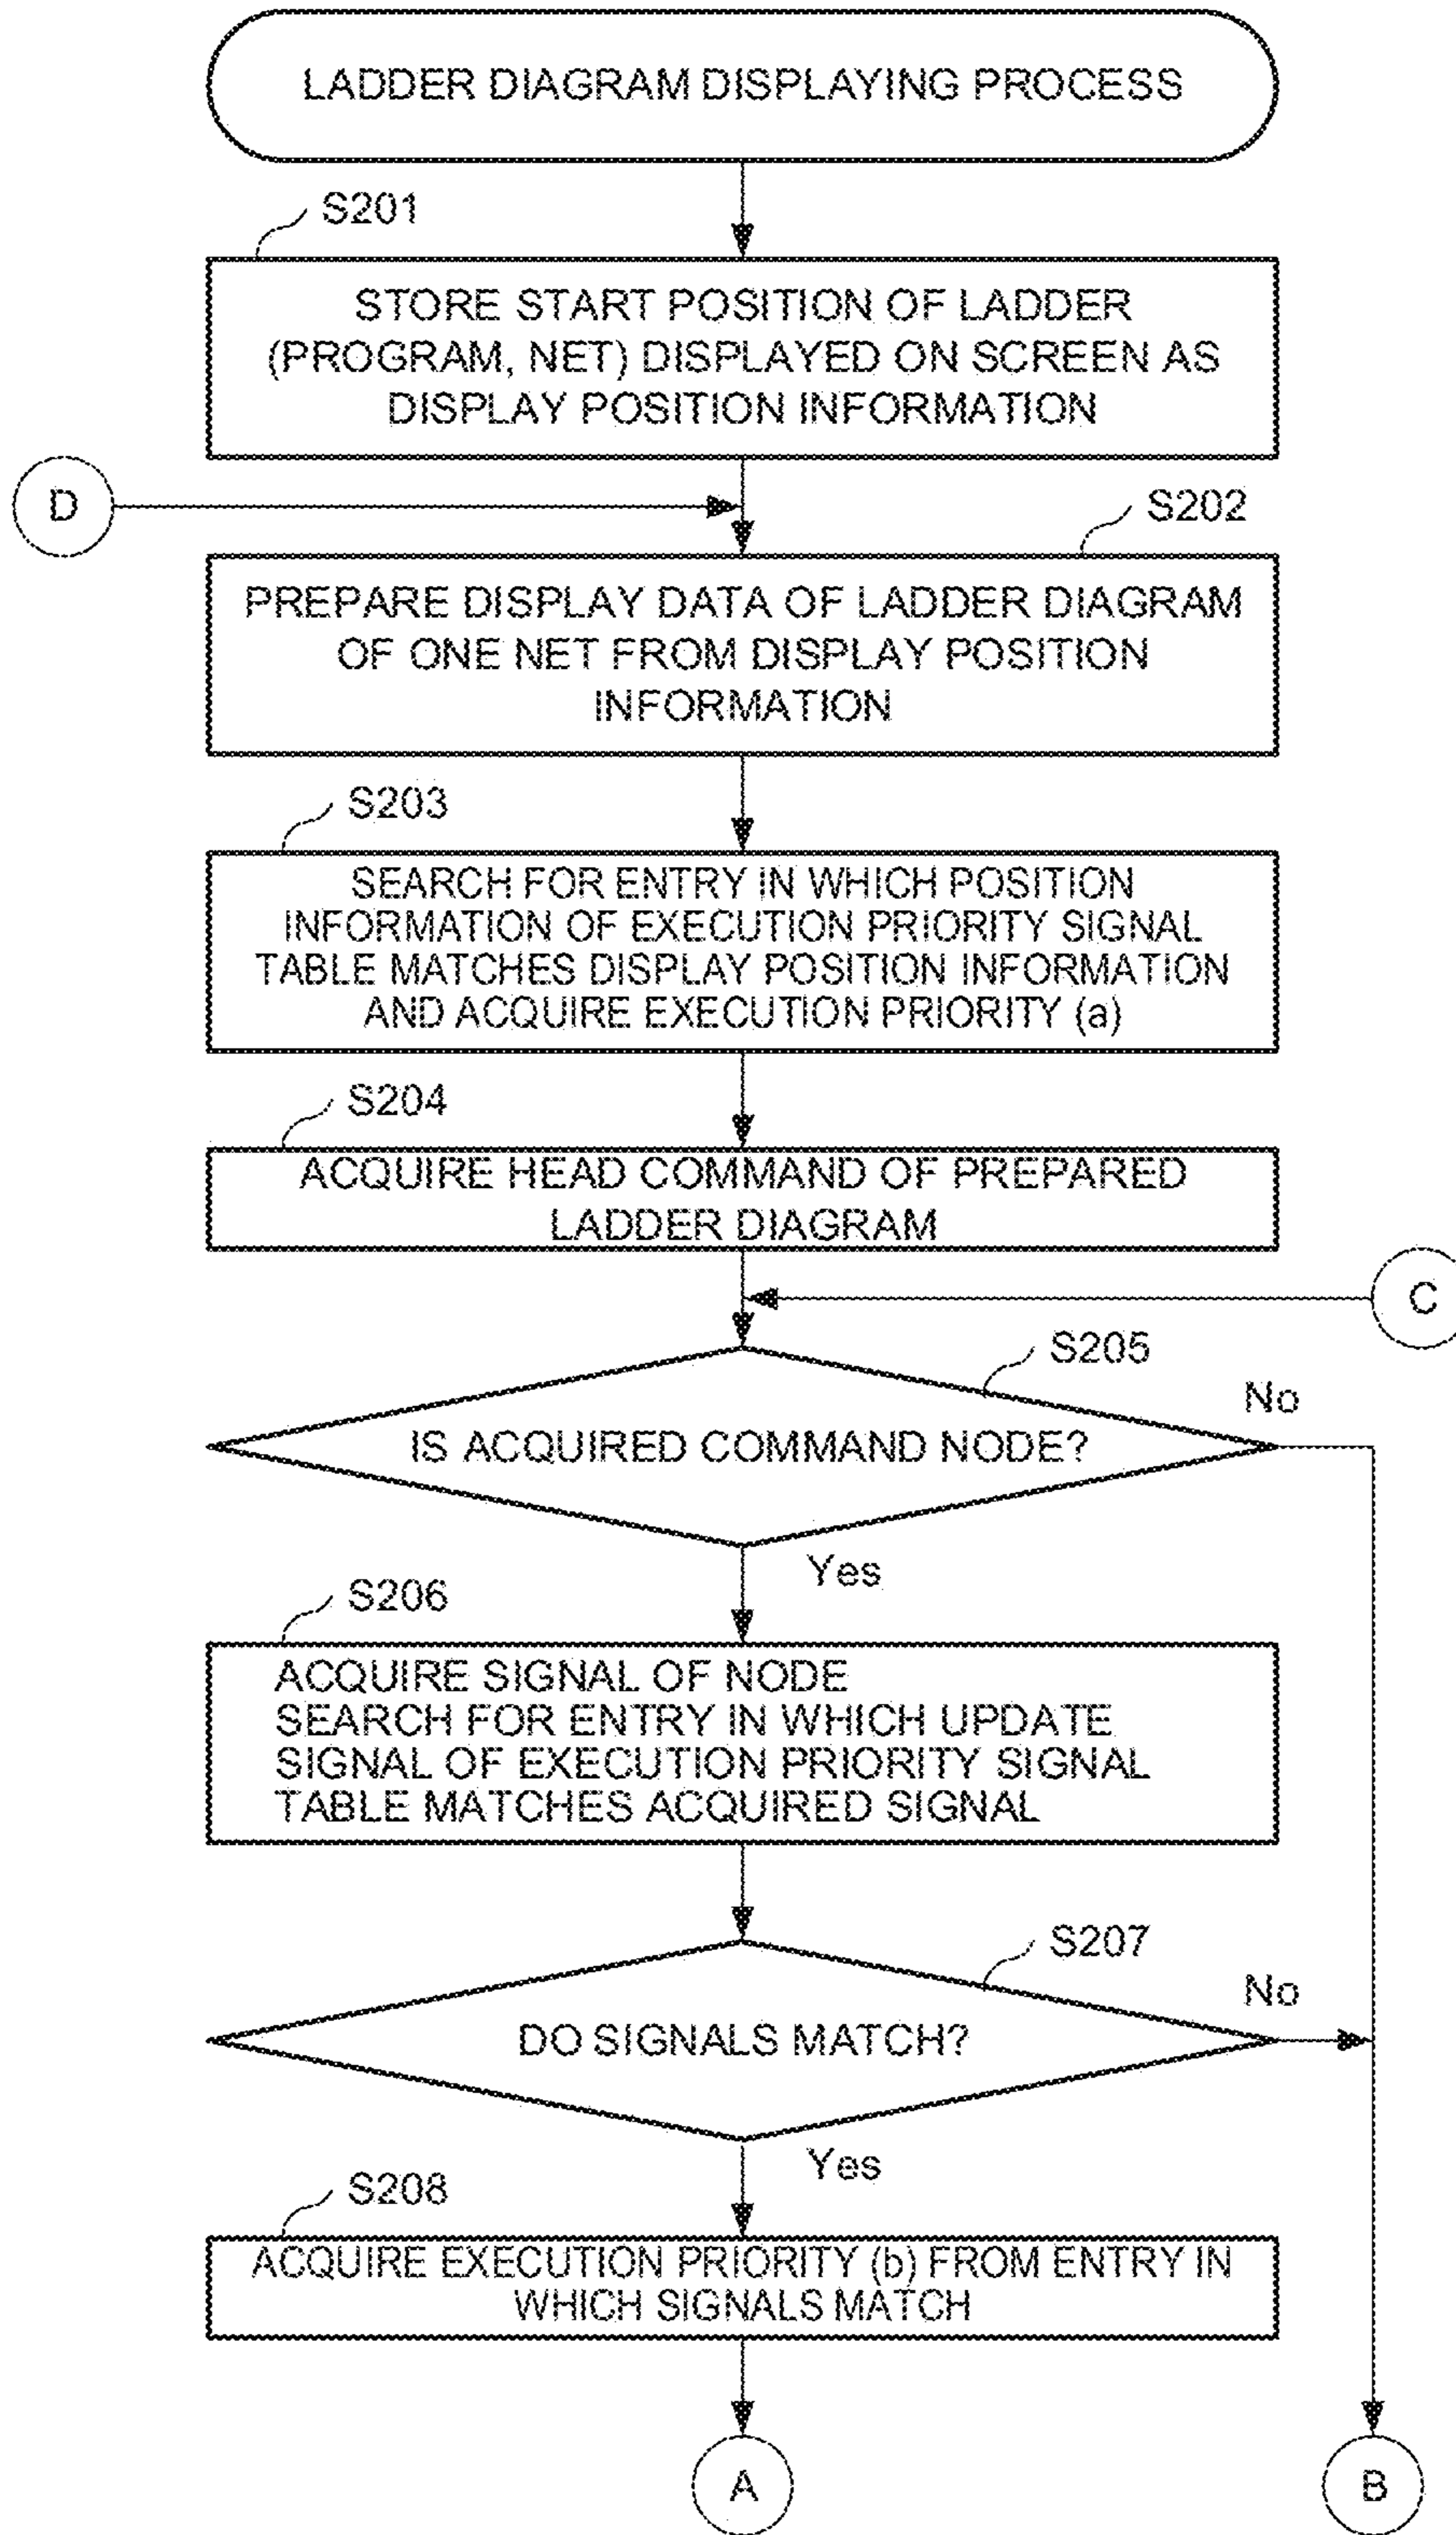 LADDER DIAGRAM DISPLAYING PROCESS
S201
STORE START POSITION OF LADDER
(PROGRAM, NET) DISPLAYED ON SCREEN AS
DISPLAY POSITION INFORMATION
D
S202
PREPARE DISPLAY DATA OF LADDER DIAGRAM
OF ONE NET FROM DISPLAY POSITION
INFORMATION
S203
SEARCH FOR ENTRY IN WHICH POSITION
INFORMATION OF EXECUTION PRIORITY SIGNAL
TABLE MATCHES DISPLAY POSITION INFORMATION
AND ACQUIRE EXECUTION PRIORITY (a)
S204
ACQUIRE HEAD COMMAND OF PREPARED
LADDER DIAGRAM
C
S205
No
IS ACQUIRED COMMAND NODE?
Yes
S206
ACQUIRE SIGNAL OF NODE
SEARCH FOR ENTRY IN WHICH UPDATE
SIGNAL OF EXECUTION PRIORITY SIGNAL
TABLE MATCHES ACQUIRED SIGNAL
S207
No
DO SIGNALS MATCH?
Yes
S208
ACQUIRE EXECUTION PRIORITY (b) FROM ENTRY IN
WHICH SIGNALS MATCH
A
B